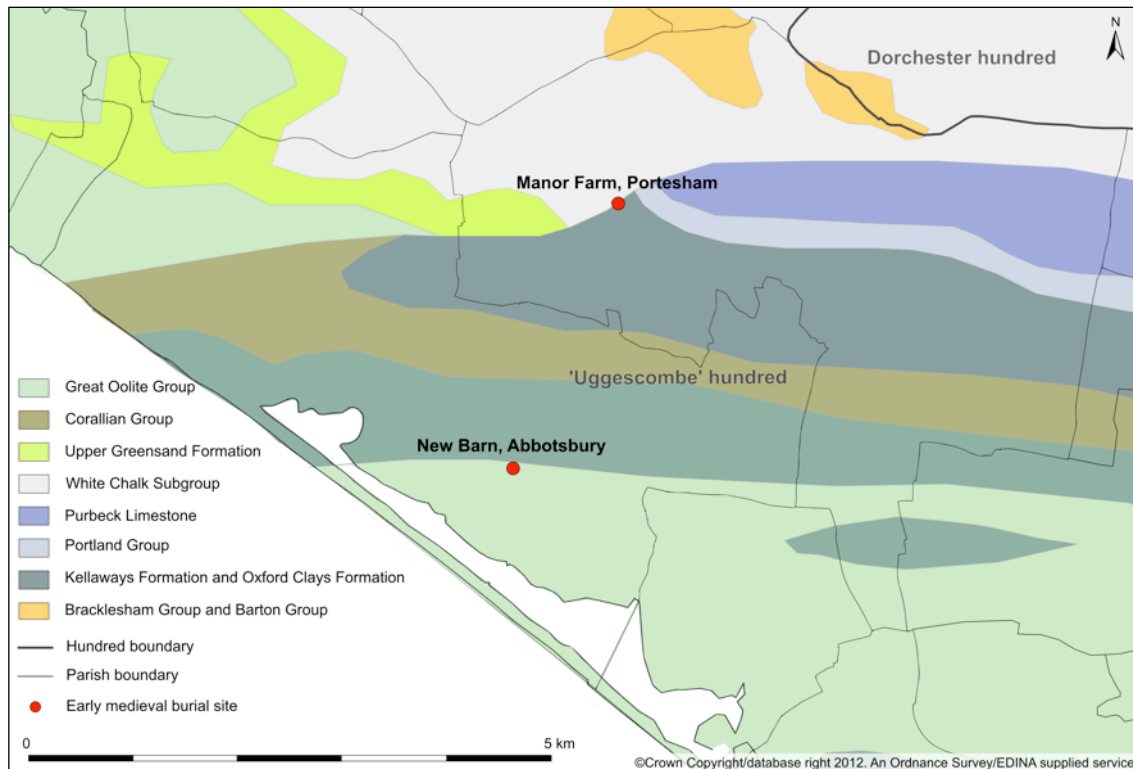 N
Dorchester hundred
Manor Farm, Portesham
'Uggescombe' hundred
New Barn, Abbotsbury
Great Oolite Group
Corallian Group
Upper Greensand Formation
White Chalk Subgroup
Purbeck Limestone
Portland Group
Kellaways Formation and Oxford Clays Formation
Bracklesham Group and Barton Group
Hundred boundary
Parish boundary
Early medieval burial site
0 5 km
©Crown Copyright/database right 2012. An Ordnance Survey/EDINA supplied service